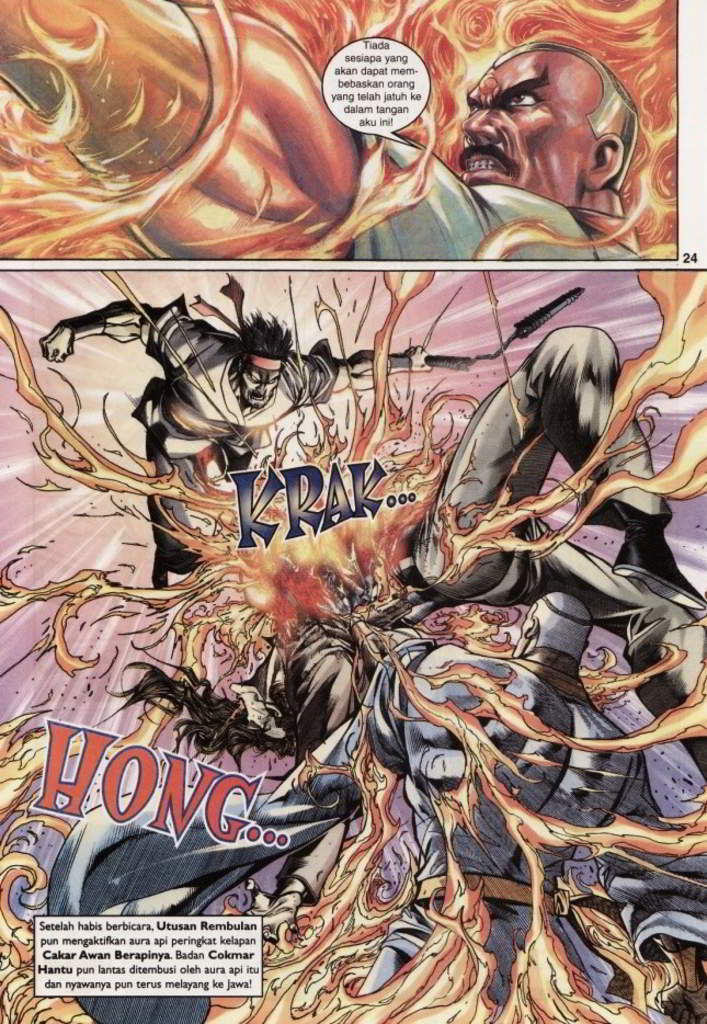 Tiada
sesiapa yang
akan dapat mem-
bebaskan orang
yang telah jatuh ke
dalam tangan
aku ini!
24
KRAK...
HONG...
Setelah habis berbicara, Utusan Rembulan
pun mengaktifkan aura api peringkat kelapan
Cakar Awan Berapinya. Badan Cokmar
Hantu pun lantas ditembusi oleh aura api itu
dan nyawanya pun terus melayang ke Jawa!